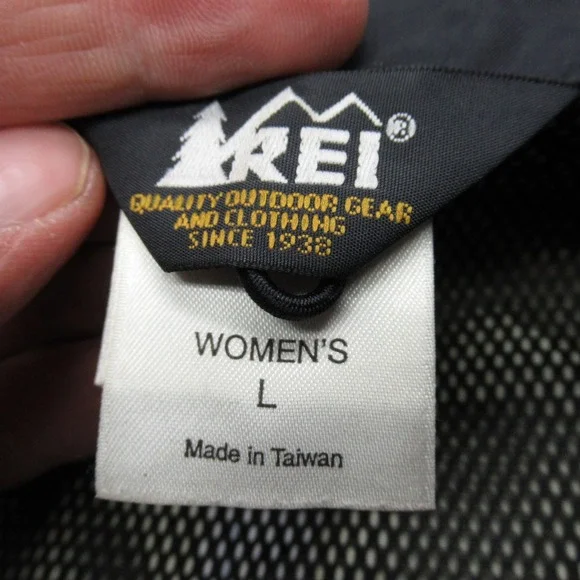 REI®
QUALITY OUTDOOR GEAR
AND CLOTHING
SINCE 1938
WOMEN'S
L
Made in Taiwan